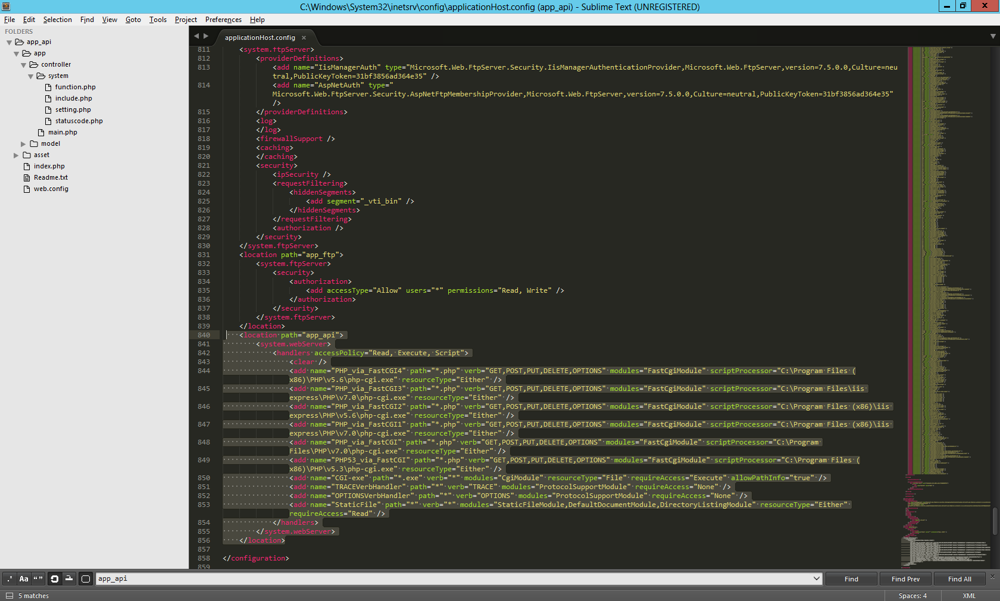 C:\Windows\System32\inetsrv\config\applicationHost.config (app_api) - Sublime Text (UNREGISTERED)
File Edit Selection Find View Goto Tools Project Preferences Help
FOLDERS
app_api
app
controller
system
function.php
include.php
setting.php
statuscode.php
main.php
model
asset
index.php
Readme.txt
web.config
applicationHost.config
811 <system.ftpServer>
812 <providerDefinitions>
813 <add name="IisManagerAuth" type="Microsoft.Web.FtpServer.Security.IisManagerAuthenticationProvider,Microsoft.Web.FtpServer,version=7.5.0.0,Culture=neu
tral,PublicKeyToken=31bf3856ad364e35" />
814 <add name="AspNetAuth" type="
Microsoft.Web.FtpServer.Security.AspNetFtpMembershipProvider,Microsoft.Web.FtpServer,version=7.5.0.0,Culture=neutral,PublicKeyToken=31bf3856ad364e35"
/>
815 </providerDefinitions>
816 <log>
817 </log>
818 <firewallSupport />
819 <caching>
820 </caching>
821 <security>
822 <ipSecurity />
823 <requestFiltering>
824 <hiddenSegments>
825 <add segment="_vti_bin" />
826 </hiddenSegments>
827 </requestFiltering>
828 <authorization />
829 </security>
830 </system.ftpServer>
831 <location path="app_ftp">
832 <system.ftpServer>
833 <security>
834 <authorization>
835 <add accessType="Allow" users="*" permissions="Read, Write" />
836 </authorization>
837 </security>
838 </system.ftpServer>
839 </location>
840 <location path="app_api">
841 <system.webServer>
842 <handlers accessPolicy="Read, Execute, Script">
843 <clear />
844 <add name="PHP_via_FastCGI4" path="*.php" verb="GET,POST,PUT,DELETE,OPTIONS" modules="FastCgiModule" scriptProcessor="C:\Program Files (
x86)\PHP\v5.6\php-cgi.exe" resourceType="Either" />
845 <add name="PHP_via_FastCGI3" path="*.php" verb="GET,POST,PUT,DELETE,OPTIONS" modules="FastCgiModule" scriptProcessor="C:\Program Files\iis
express\PHP\v7.0\php-cgi.exe" resourceType="Either" />
846 <add name="PHP_via_FastCGI2" path="*.php" verb="GET,POST,PUT,DELETE,OPTIONS" modules="FastCgiModule" scriptProcessor="C:\Program Files (x86)\iis
express\PHP\v5.6\php-cgi.exe" resourceType="Either" />
847 <add name="PHP_via_FastCGI1" path="*.php" verb="GET,POST,PUT,DELETE,OPTIONS" modules="FastCgiModule" scriptProcessor="C:\Program Files (x86)\iis
express\PHP\v7.0\php-cgi.exe" resourceType="Either" />
848 <add name="PHP_via_FastCGI" path="*.php" verb="GET,POST,PUT,DELETE,OPTIONS" modules="FastCgiModule" scriptProcessor="C:\Program
Files\PHP\v7.0\php-cgi.exe" resourceType="Either" />
849 <add name="PHP53_via_FastCGI" path="*.php" verb="GET,POST,PUT,DELETE,OPTIONS" modules="FastCgiModule" scriptProcessor="C:\Program Files (
x86)\PHP\v5.3\php-cgi.exe" resourceType="Either" />
850 <add name="CGI-exe" path="*.exe" verb="*" modules="CgiModule" resourceType="File" requireAccess="Execute" allowPathInfo="true" />
851 <add name="TRACEVerbHandler" path="*" verb="TRACE" modules="ProtocolSupportModule" requireAccess="None" />
852 <add name="OPTIONSVerbHandler" path="*" verb="OPTIONS" modules="ProtocolSupportModule" requireAccess="None" />
853 <add name="StaticFile" path="*" verb="*" modules="StaticFileModule,DefaultDocumentModule,DirectoryListingModule" resourceType="Either"
requireAccess="Read" />
854 </handlers>
855 </system.webServer>
856 </location>
857
858 </configuration>
859
.* Aa “” app_api Find Find Prev Find All
5 matches Spaces: 4 XML